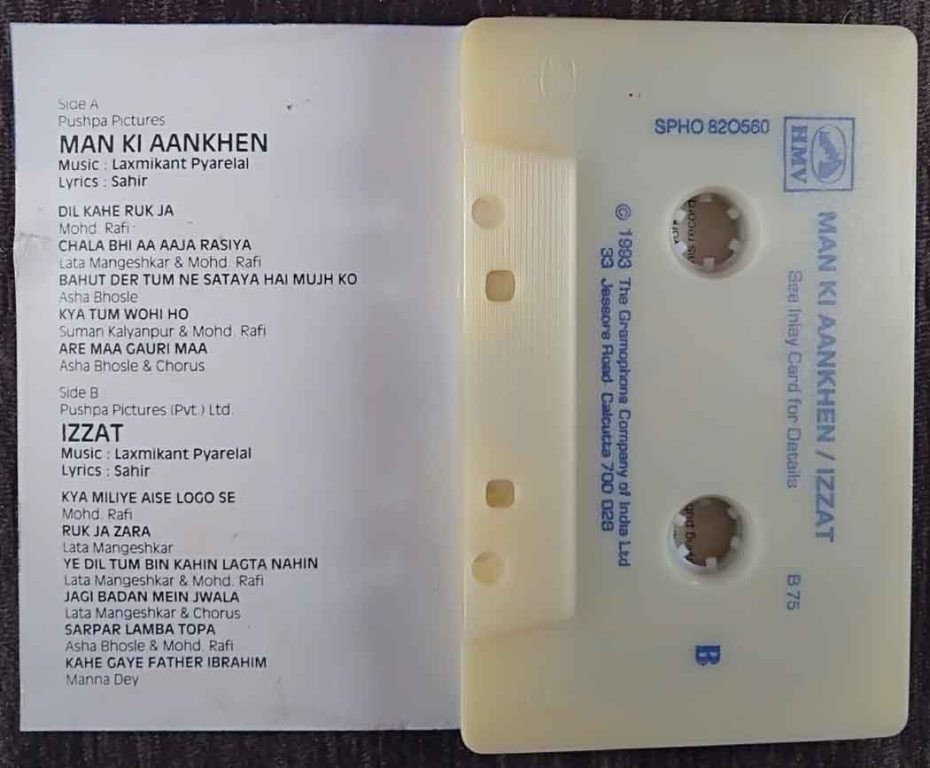 Side A
Pushpa Pictures
MAN KI AANKHEN
Music : Laxmikant Pyarelal
Lyrics : Sahir
DIL KAHE RUK JA
Mohd. Rafi
CHALA BHI AA AAJA RASIYA
Lata Mangeshkar & Mohd. Rafi
BAHUT DER TUM NE SATAYA HAI MUJH KO
Asha Bhosle
KYA TUM WOHI HO
Suman Kalyanpur & Mohd. Rafi
ARE MAA GAURI MAA
Asha Bhosle & Chorus
Side B
Pushpa Pictures (Pvt.) Ltd.
IZZAT
Music : Laxmikant Pyarelal
Lyrics : Sahir
KYA MILIYE AISE LOGO SE
Mohd. Rafi
RUK JA ZARA
Lata Mangeshkar
YE DIL TUM BIN KAHIN LAGTA NAHIN
Lata Mangeshkar & Mohd. Rafi
JAGI BADAN MEIN JWALA
Lata Mangeshkar & Chorus
SARPAR LAMBA TOPA
Asha Bhosle & Mohd. Rafi
KAHE GAYE FATHER IBRAHIM
Manna Dey
SPHO 820560
HMV
MAN KI AANKHEN / IZZAT
See Inlay Card for Details
B 75
© 1993 The Gramophone Company of India Ltd
33 Jessore Road Calcutta 700 028
B